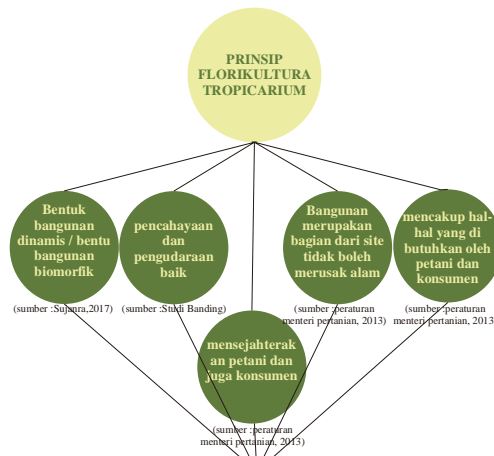 PRINSIP
FLORIKULTURA
TROPICARIUM
Bentuk
bangunan
dinamis / bentu
bangunan
biomorfik
(sumber :Sujanra,2017)
pencahayaan
dan
pengudaraan
baik
(sumber :Studi Banding)
Bangunan
merupakan
bagian dari site
tidak boleh
merusak alam
(sumber :peraturan
menteri pertanian, 2013)
mencakup hal-
hal yang di
butuhkan oleh
petani dan
konsumen
(sumber :peraturan
menteri pertanian, 2013
mensejahterak
an petani dan
juga konsumen
(sumber :peraturan
menteri pertanian, 2013)